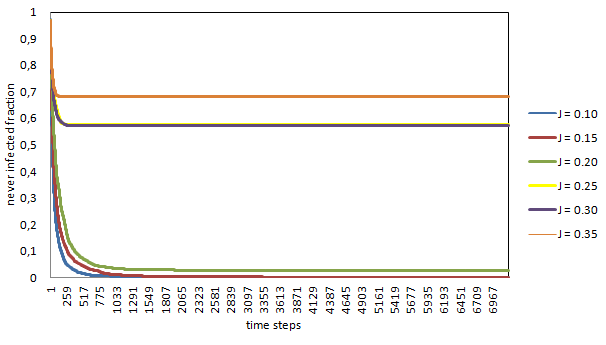 never infected fraction
1
0,9
0,8
0,7
0,6
0,5
0,4
0,3
0,2
0,1
0
1 259 517 775 1033 1291 1549 1807 2065 2323 2581 2839 3097 3355 3613 3871 4129 4387 4645 4903 5161 5419 5677 5935 6193 6451 6709 6967
time steps
J = 0.10
J = 0.15
J = 0.20
J = 0.25
J = 0.30
J = 0.35